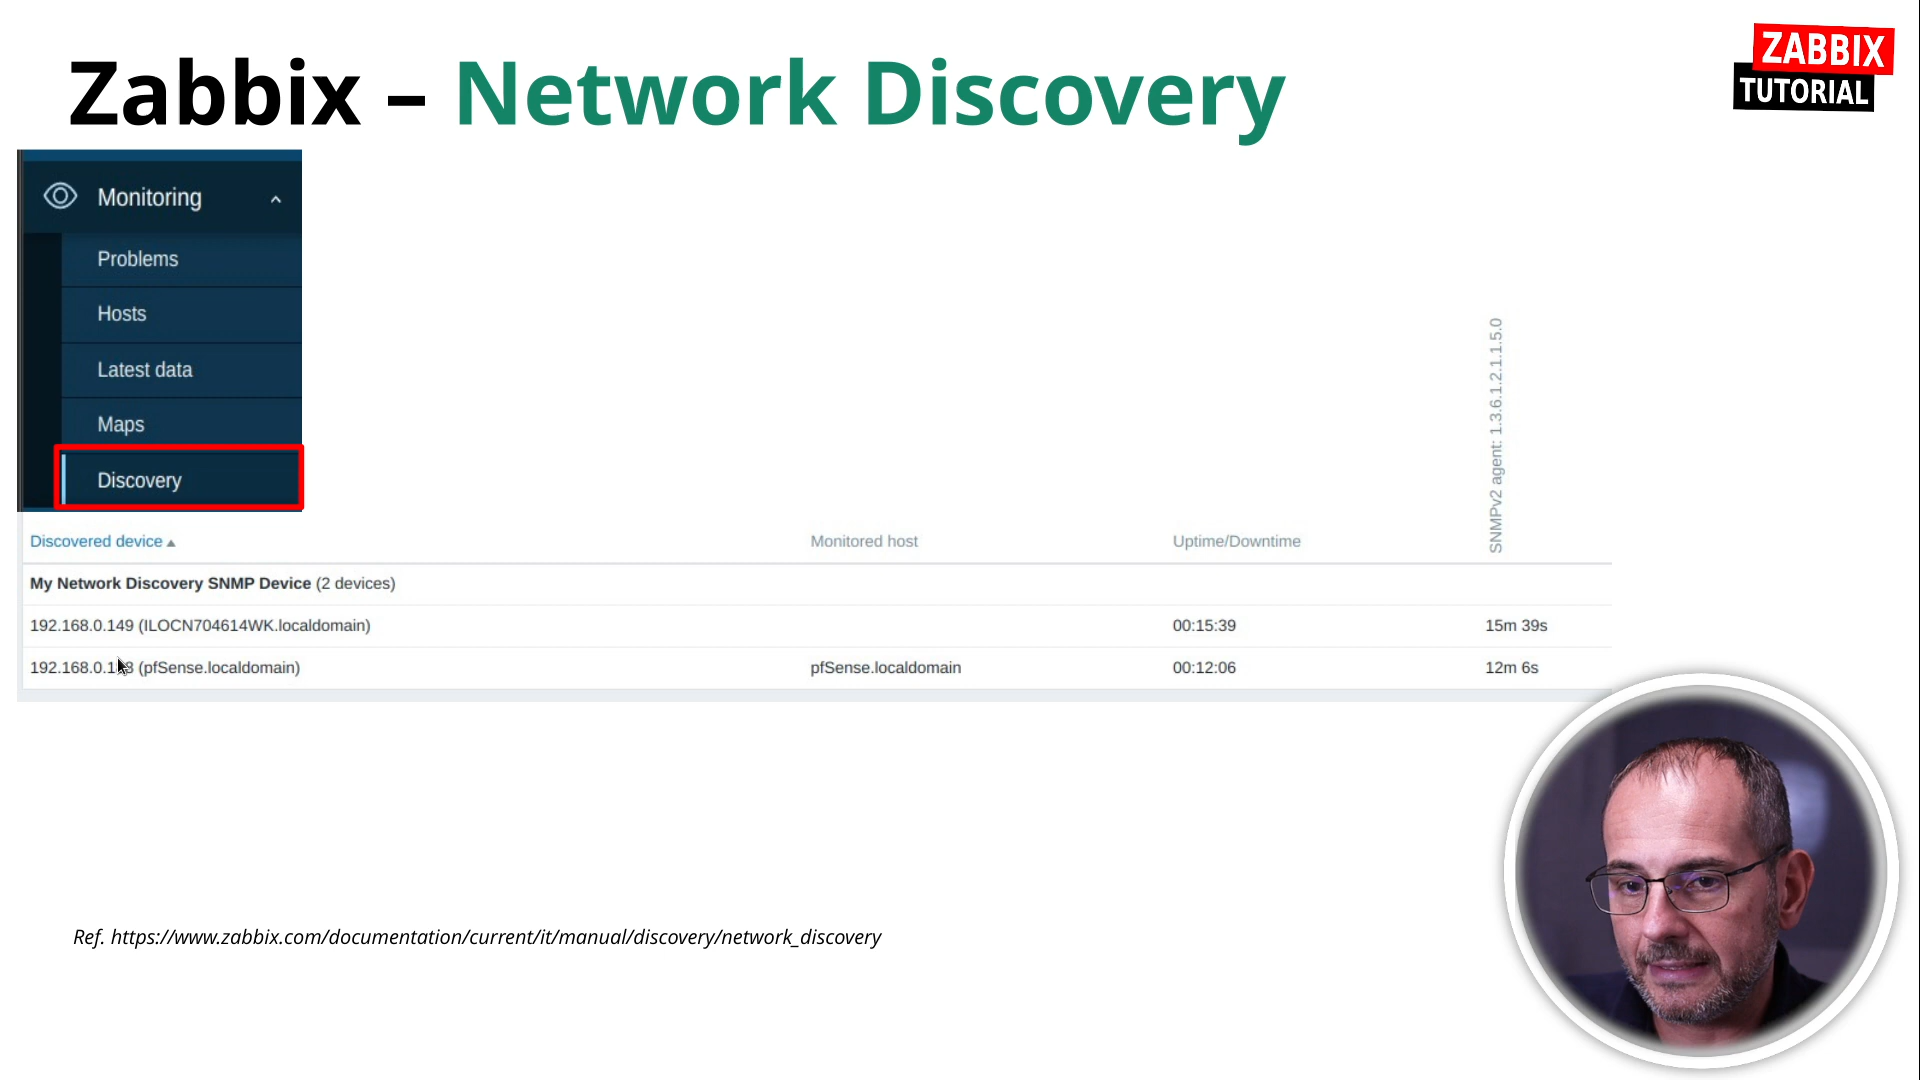 Zabbix – Network Discovery
ZABBIX
TUTORIAL
Monitoring
Problems
Hosts
Latest data
Maps
Discovery
SNMPv2 agent: 1.3.6.1.2.1.1.5.0
Discovered device ▲ Monitored host Uptime/Downtime
My Network Discovery SNMP Device (2 devices)
192.168.0.149 (ILOCN704614WK.localdomain) 00:15:39 15m 39s
(pfSense.localdomain) pfSense.localdomain 00:12:06 12m 6s
Ref. https://www.zabbix.com/documentation/current/it/manual/discovery/network_discovery